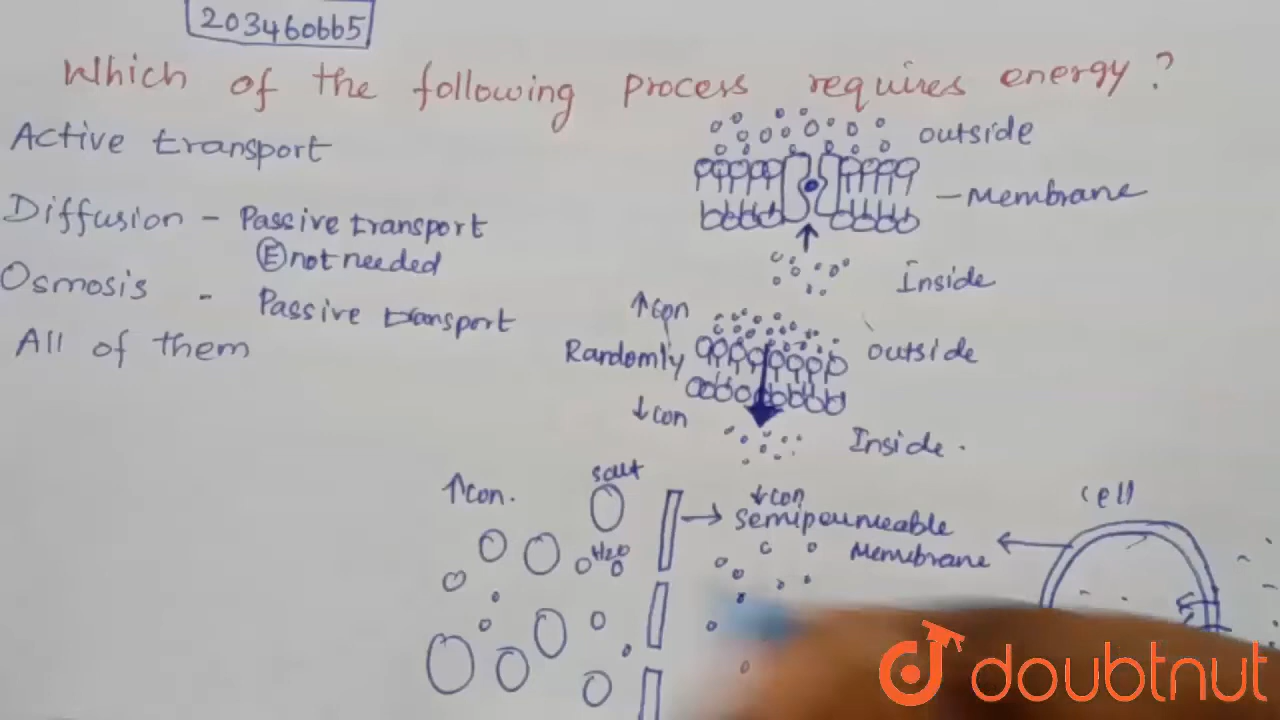 203460665
Which of the following process requires energy?
Active transport
Diffusion - Passive transport
Ⓔ not needed
Osmosis - Passive transport
All of them
outside
- Membrane
Inside
↑ con
Randomly
outside
↓ con
Inside.
↑ con.
salt
H2O
↓ con
Semipermeable
Membrane
cell
doubtnut